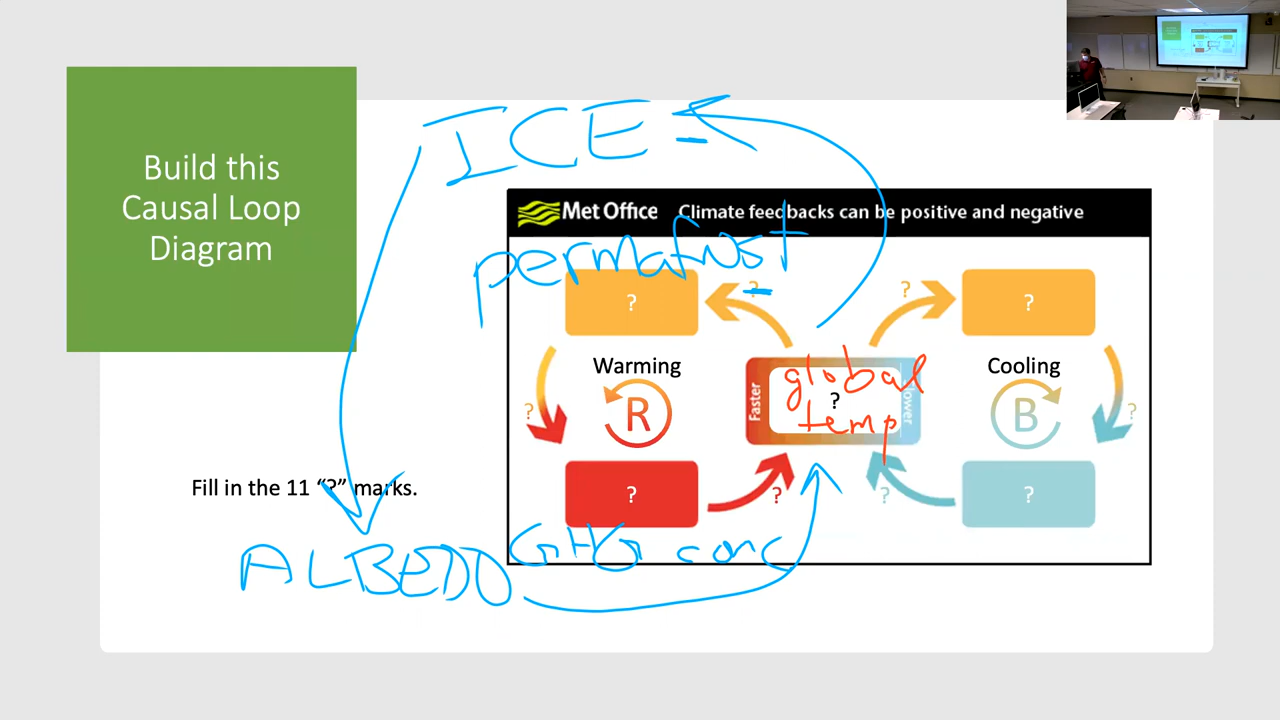 Build this
Causal Loop
Diagram
ICE -
Met Office Climate feedbacks can be positive and negative
permafrost
? ? ? ?
Warming Cooling
Faster global slower
?
temp
? R B ?
Fill in the 11 "?" marks.
? ? ? ?
ALBEDO GHG conc